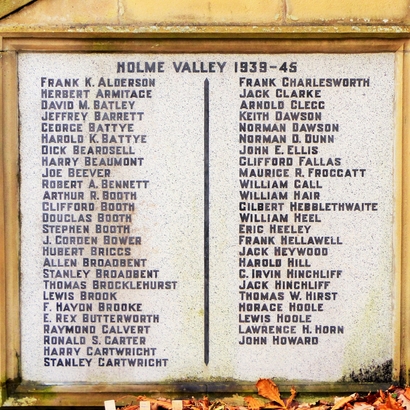 HOLME VALLEY 1939-45
FRANK K. ALDERSON
HERBERT ARMITAGE
DAVID M. BATLEY
JEFFREY BARRETT
GEORGE BATTYE
HAROLD K. BATTYE
DICK BEARDSELL
HARRY BEAUMONT
JOE BEEVER
ROBERT A. BENNETT
ARTHUR R. BOOTH
CLIFFORD BOOTH
DOUGLAS BOOTH
STEPHEN BOOTH
J. GORDEN BOWER
HUBERT BRIGGS
ALLEN BROADBENT
STANLEY BROADBENT
THOMAS BROCKLEHURST
LEWIS BROOK
F. HAYDN BROOKE
E. REX BUTTERWORTH
RAYMOND CALVERT
RONALD S. CARTER
HARRY CARTWRIGHT
STANLEY CARTWRIGHT
FRANK CHARLESWORTH
JACK CLARKE
ARNOLD CLEGG
KEITH DAWSON
NORMAN DAWSON
NORMAN D. DUNN
JOHN E. ELLIS
CLIFFORD FALLAS
MAURICE R. FROGGATT
WILLIAM GALL
WILLIAM HAIR
GILBERT HEBBLETHWAITE
WILLIAM HEEL
ERIC HEELEY
FRANK HELLAWELL
JACK HEYWOOD
HAROLD HILL
G. IRVIN HINCHLIFF
JACK HINCHLIFF
THOMAS W. HIRST
HORACE HOOLE
LEWIS HOOLE
LAWRENCE H. HORN
JOHN HOWARD